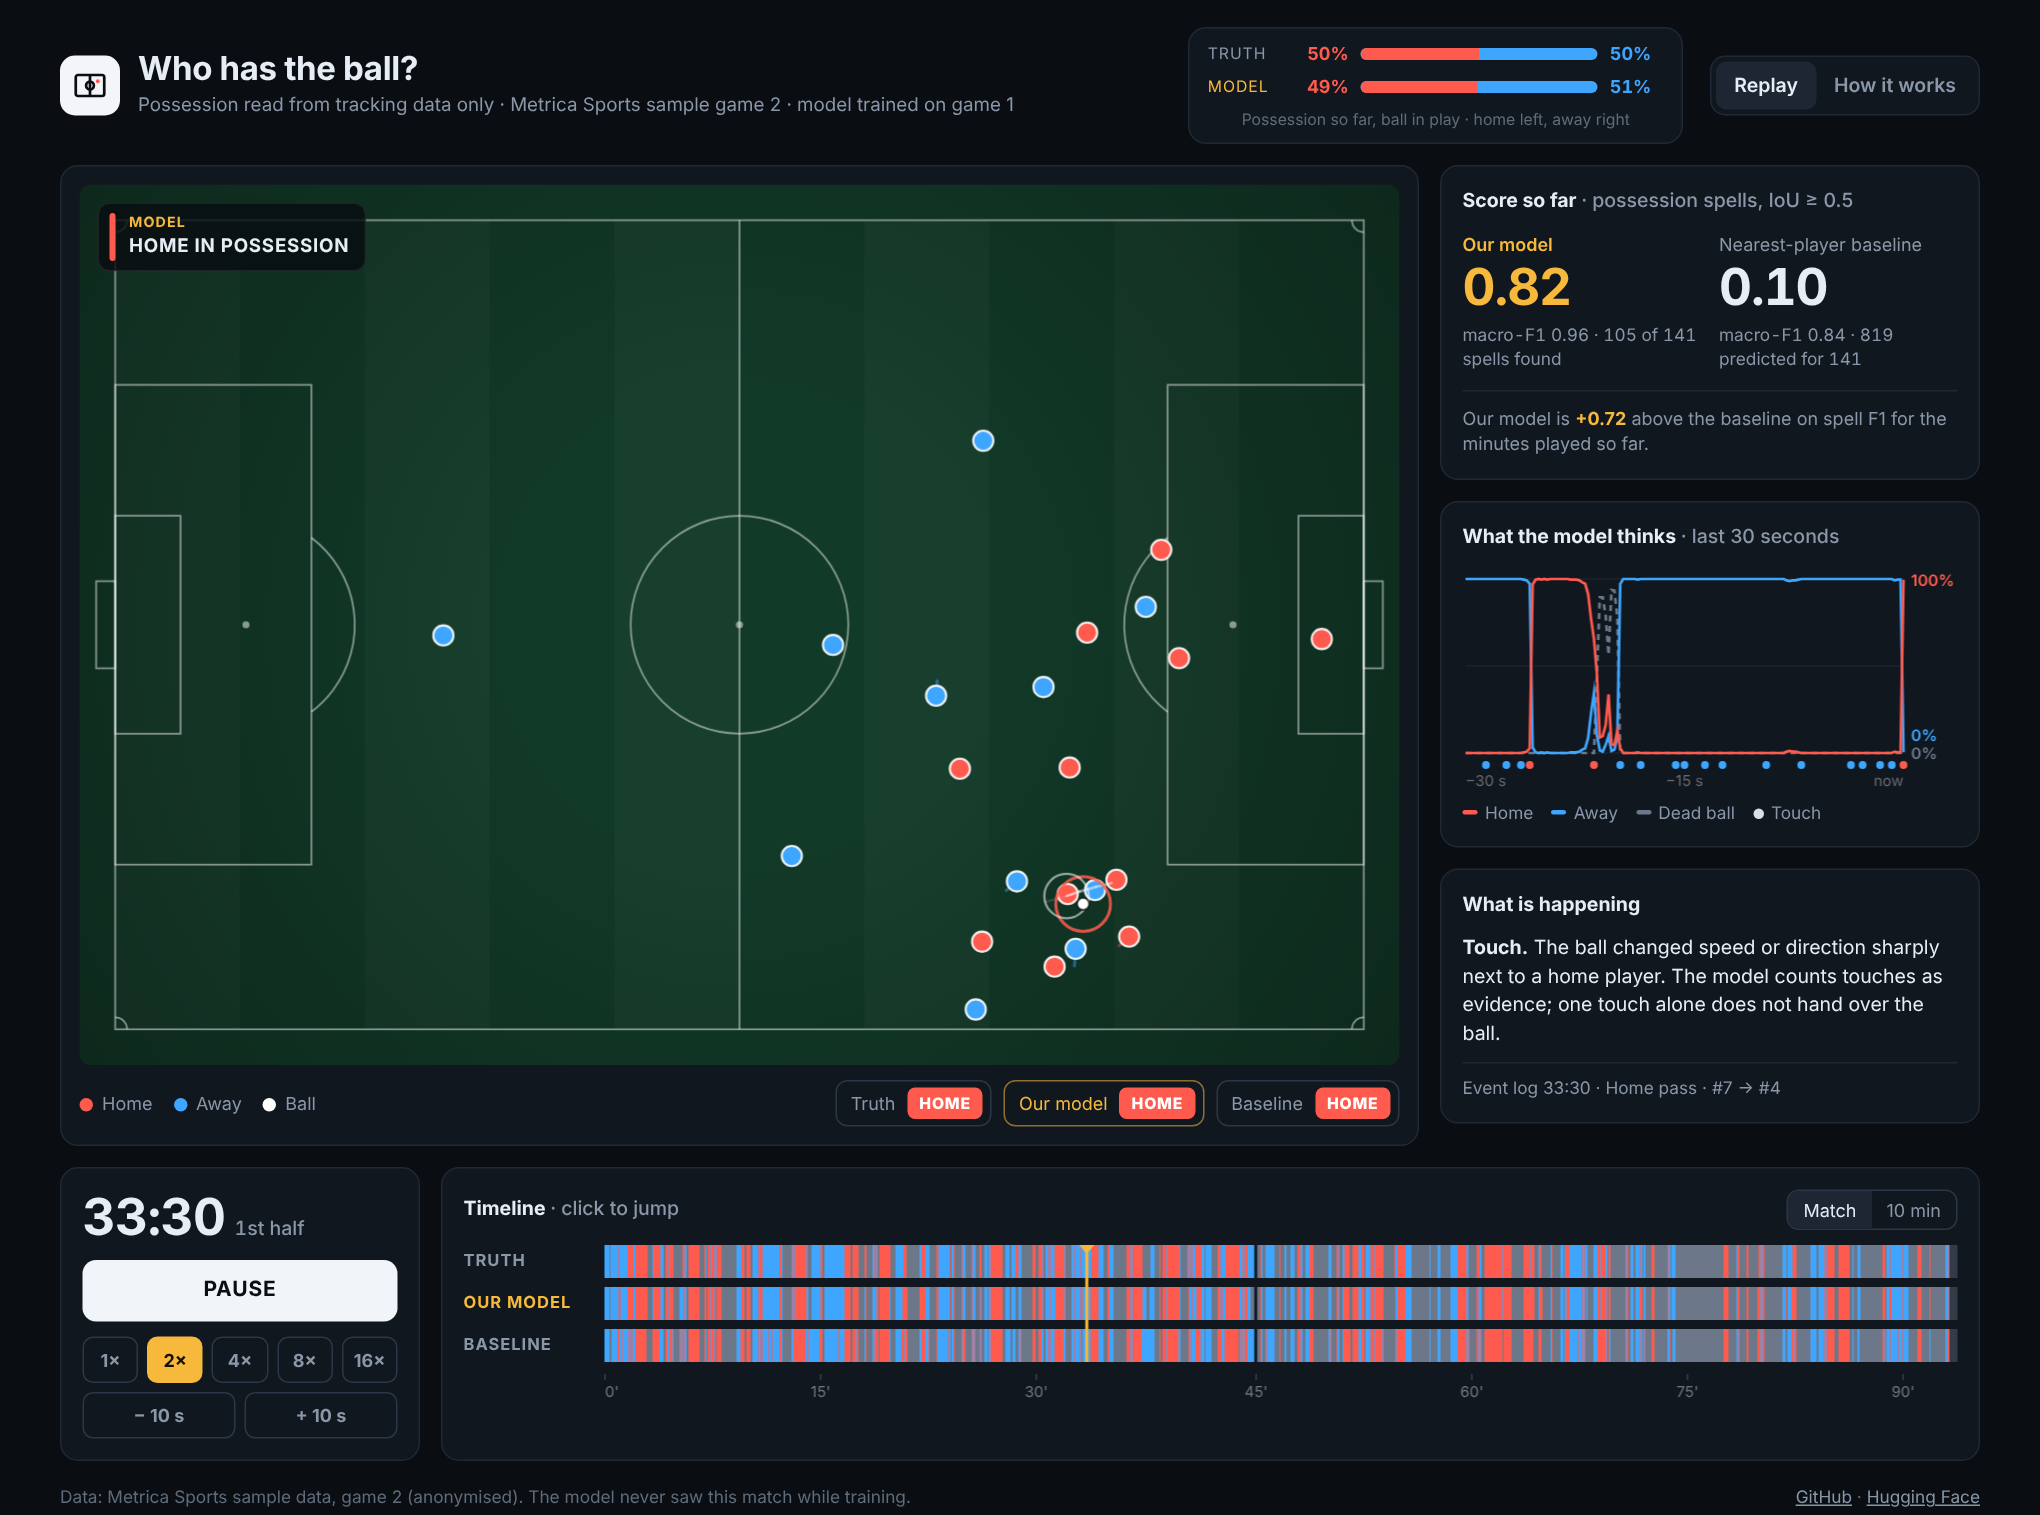 Who has the ball?
Possession read from tracking data only · Metrica Sports sample game 2 · model trained on game 1
TRUTH 50% 50%
MODEL 49% 51%
Possession so far, ball in play · home left, away right
Replay How it works
MODEL
HOME IN POSSESSION
Home Away Ball
Truth HOME Our model HOME Baseline HOME
Score so far · possession spells, IoU ≥ 0.5
Our model Nearest-player baseline
0.82 0.10
macro-F1 0.96 · 105 of 141 macro-F1 0.84 · 819
spells found predicted for 141
Our model is +0.72 above the baseline on spell F1 for the
minutes played so far.
What the model thinks · last 30 seconds
100%
0%
0%
−30 s −15 s now
Home Away Dead ball Touch
What is happening
Touch. The ball changed speed or direction sharply
next to a home player. The model counts touches as
evidence; one touch alone does not hand over the
ball.
Event log 33:30 · Home pass · #7 → #4
33:30 1st half
PAUSE
1× 2× 4× 8× 16×
− 10 s + 10 s
Timeline · click to jump
Match 10 min
TRUTH
OUR MODEL
BASELINE
0' 15' 30' 45' 60' 75' 90'
Data: Metrica Sports sample data, game 2 (anonymised). The model never saw this match while training.
GitHub · Hugging Face